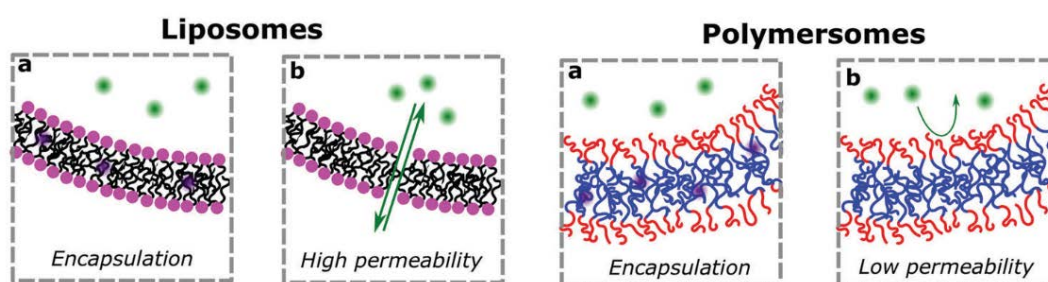 Liposomes
a
Encapsulation
b
High permeability
Polymersomes
a
Encapsulation
b
Low permeability